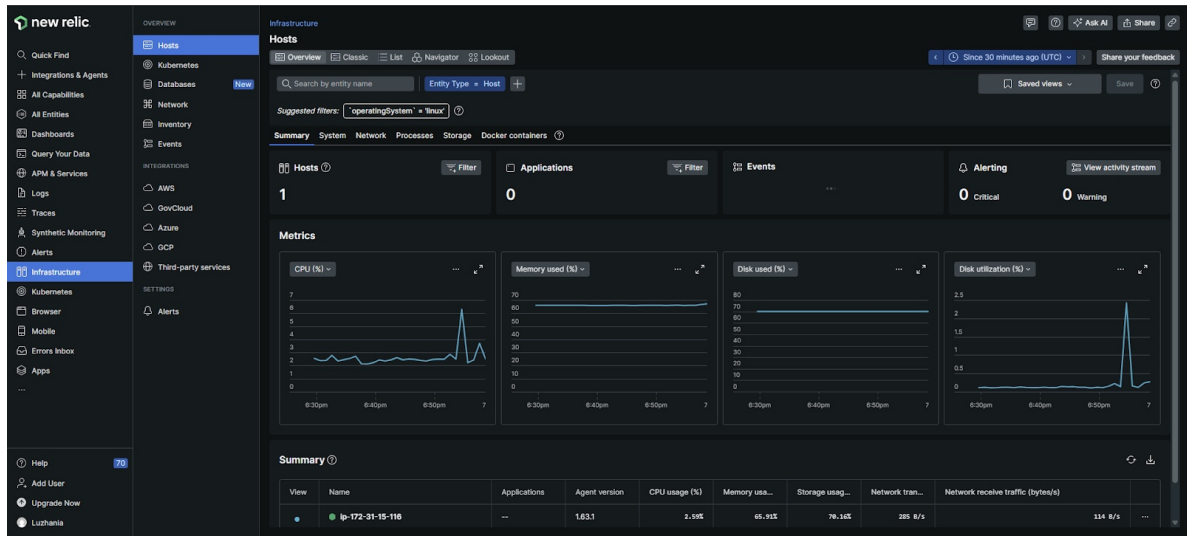 new relic
Quick Find
Integrations & Agents
All Capabilities
All Entities
Dashboards
Query Your Data
APM & Services
Logs
Traces
Synthetic Monitoring
Alerts
Infrastructure
Kubernetes
Browser
Mobile
Errors Inbox
Apps
...
Help 70
Add User
Upgrade Now
Luzhania
OVERVIEW
Hosts
Kubernetes
Databases New
Network
Inventory
Events
INTEGRATIONS
AWS
GovCloud
Azure
GCP
Third-party services
SETTINGS
Alerts
Infrastructure
Hosts
Ask AI Share
Overview Classic List Navigator Lookout
Since 30 minutes ago (UTC) Share your feedback
Search by entity name Entity Type = Host +
Saved views Save
Suggested filters: `operatingSystem` = 'linux'
Summary System Network Processes Storage Docker containers
Hosts Filter
1
Applications Filter
0
Events
Alerting View activity stream
0 Critical 0 Warning
Metrics
CPU (%)
7
6
5
4
3
2
1
0
6:30pm 6:40pm 6:50pm 7
Memory used (%)
70
60
50
40
30
20
10
0
6:30pm 6:40pm 6:50pm 7
Disk used (%)
80
70
60
50
40
30
20
10
0
6:30pm 6:40pm 6:50pm 7
Disk utilization (%)
2.5
2
1.5
1
0.5
0
6:30pm 6:40pm 6:50pm 7
Summary
View Name Applications Agent version CPU usage (%) Memory usa... Storage usag... Network tran... Network receive traffic (bytes/s)
ip-172-31-15-116 -- 1.63.1 2.59% 65.91% 70.16% 285 B/s 114 B/s ...